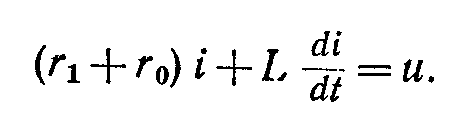 (r₁ + r₀) i + L di/dt = u.